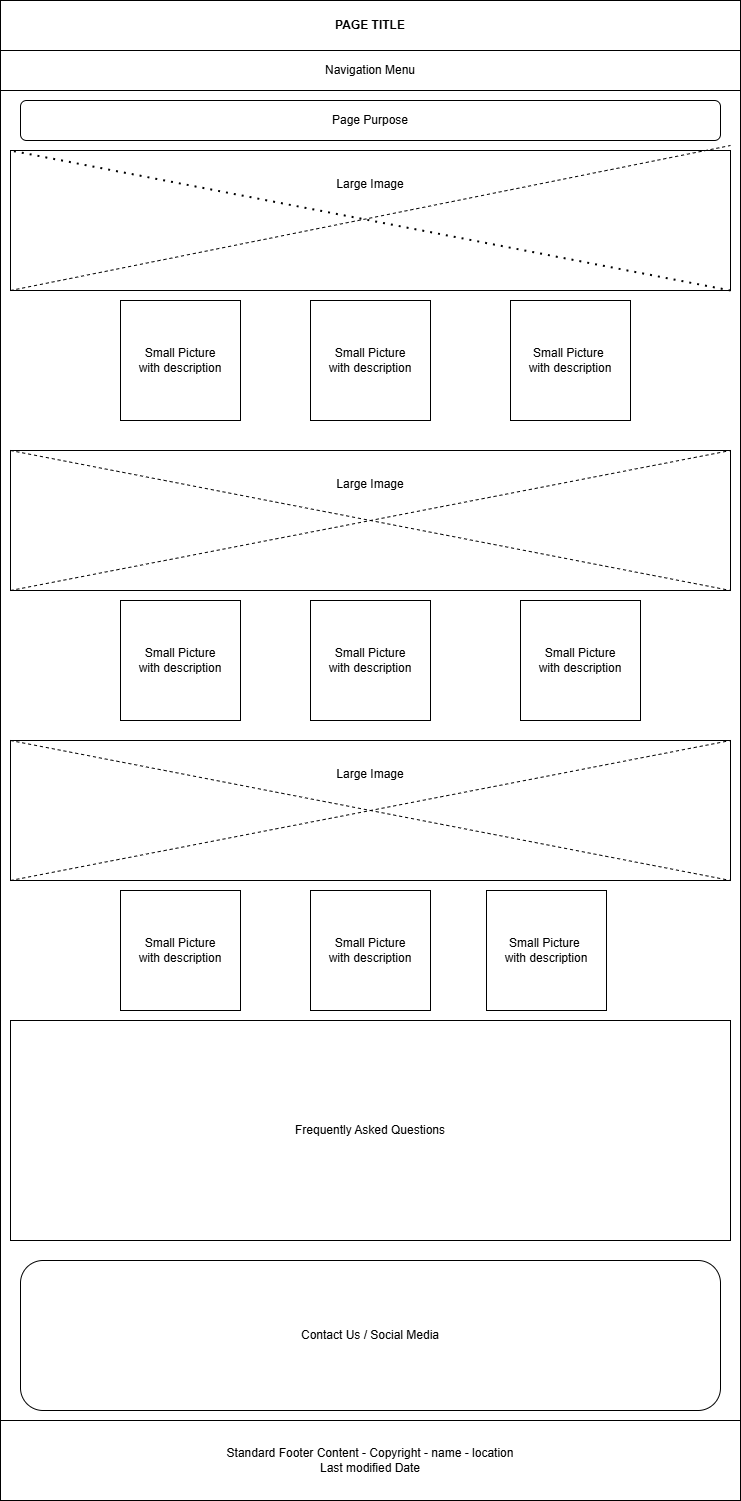 PAGE TITLE
Navigation Menu
Page Purpose
Large Image
Small Picture
with description
Small Picture
with description
Small Picture
with description
Large Image
Small Picture
with description
Small Picture
with description
Small Picture
with description
Large Image
Small Picture
with description
Small Picture
with description
Small Picture
with description
Frequently Asked Questions
Contact Us / Social Media
Standard Footer Content - Copyright - name - location
Last modified Date